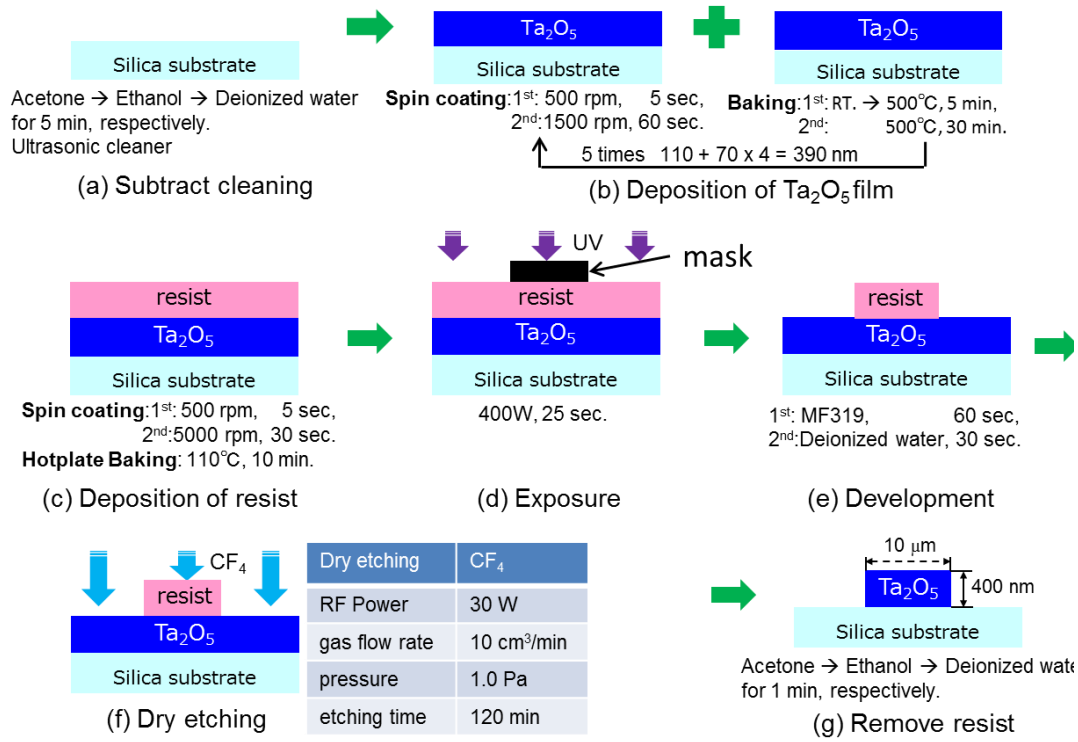 Silica substrate
Acetone → Ethanol → Deionized water
for 5 min, respectively.
Ultrasonic cleaner
(a) Subtract cleaning
Ta₂O₅
Silica substrate
Spin coating:1st: 500 rpm, 5 sec,
2nd:1500 rpm, 60 sec.
Ta₂O₅
Silica substrate
Baking:1st: RT. → 500°C, 5 min,
2nd: 500°C, 30 min.
5 times 110 + 70 x 4 = 390 nm
(b) Deposition of Ta₂O₅ film
resist
Ta₂O₅
Silica substrate
Spin coating:1st: 500 rpm, 5 sec,
2nd:5000 rpm, 30 sec.
Hotplate Baking: 110°C, 10 min.
(c) Deposition of resist
UV
mask
resist
Ta₂O₅
Silica substrate
400W, 25 sec.
(d) Exposure
resist
Ta₂O₅
Silica substrate
1st: MF319, 60 sec,
2nd:Deionized water, 30 sec.
(e) Development
CF₄
resist
Ta₂O₅
Silica substrate
(f) Dry etching
Dry etching CF₄
RF Power 30 W
gas flow rate 10 cm³/min
pressure 1.0 Pa
etching time 120 min
10 μm
Ta₂O₅
400 nm
Silica substrate
Acetone → Ethanol → Deionized wate
for 1 min, respectively.
(g) Remove resist